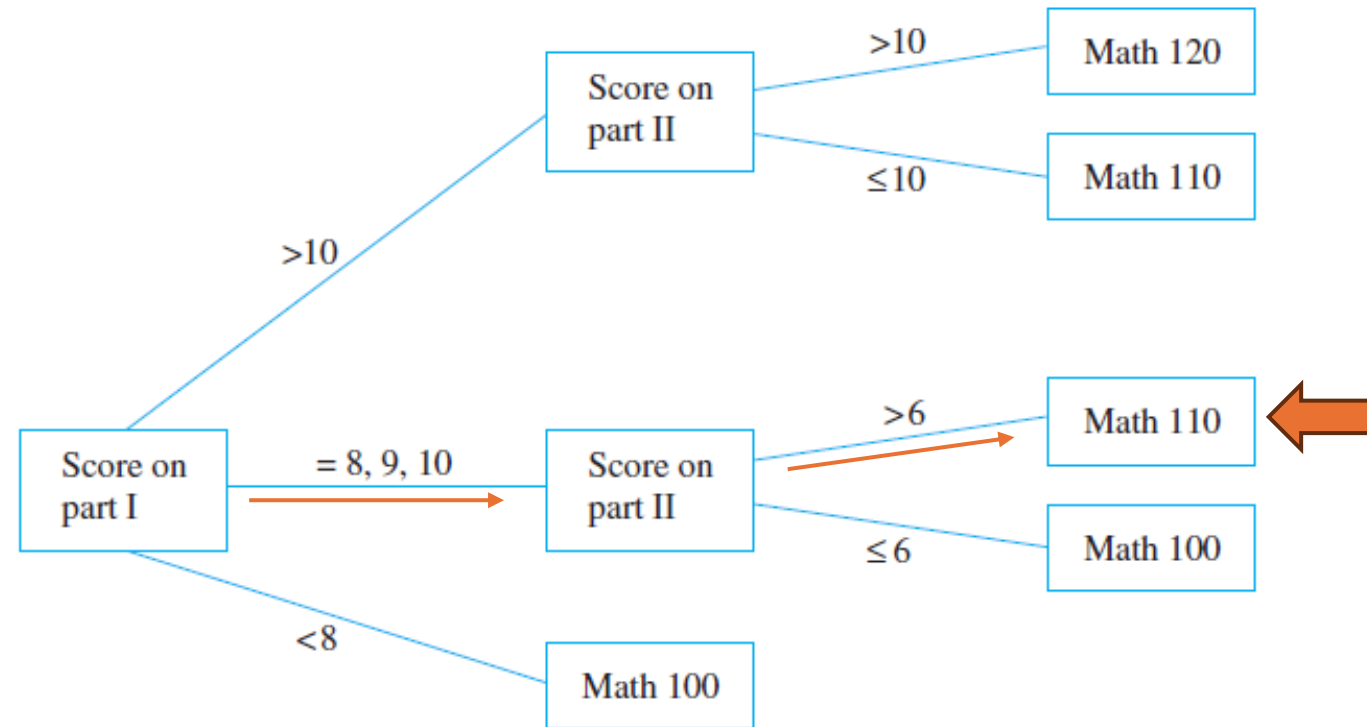 >10
Math 120
Score on
part II
≤10
Math 110
>10
>6
Math 110
Score on
part I
= 8, 9, 10
Score on
part II
≤6
Math 100
<8
Math 100